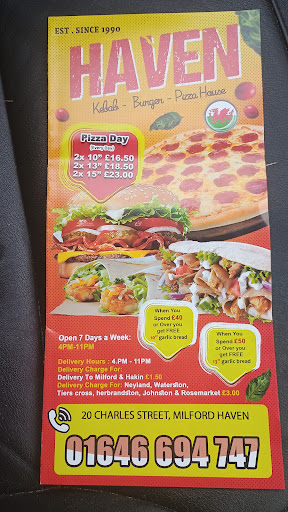 EST . SINCE 1990
HAVEN
Kebab - Burger - Pizza House
Pizza Day
(Every Day)
2x 10" £16.50
2x 13" £18.50
2x 15" £23.00
When You
Spend £40
or Over you
get FREE
10" garlic bread
When You
Spend £50
or Over you
get FREE
13" garlic bread
Open 7 Days a Week:
4PM-11PM
Delivery Hours : 4.PM - 11PM
Delivery Charge For:
Delivery To Milford & Hakin £1.50
Delivery Charge For: Neyland, Waterston,
Tiers cross, herbrandston, Johnston & Rosemarket £3.00
20 CHARLES STREET, MILFORD HAVEN
01646 694 747